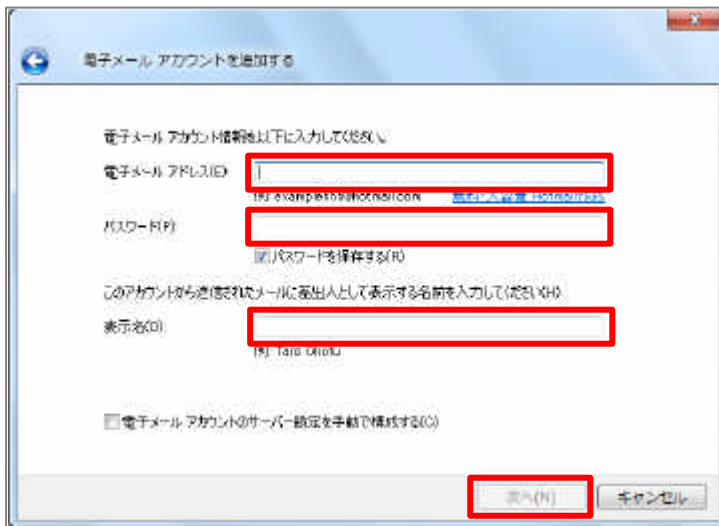 電子メール アカウントを追加する
電子メール アカウント情報を以下に入力してください。
電子メール アドレス(E)
例: example555@hotmail.com
パスワード(P)
パスワードを保存する(R)
このアカウントから送信されたメールに差出人として表示する名前を入力してください(H)
表示名(D)
例: Taro
電子メール アカウントのサーバー設定を手動で構成する(C)
次へ(N) キャンセル